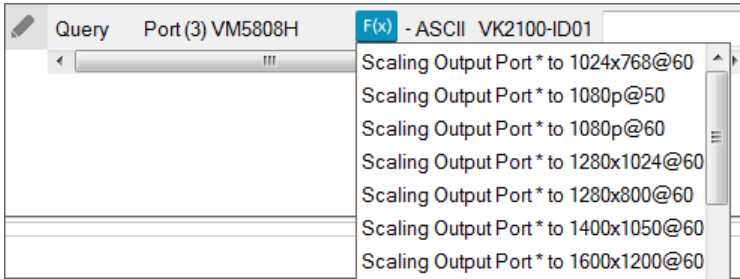 Query Port (3) VM5808H F(x) - ASCII VK2100-ID01
Scaling Output Port * to 1024x768@60
Scaling Output Port * to 1080p@50
Scaling Output Port * to 1080p@60
Scaling Output Port * to 1280x1024@60
Scaling Output Port * to 1280x800@60
Scaling Output Port * to 1400x1050@60
Scaling Output Port * to 1600x1200@60